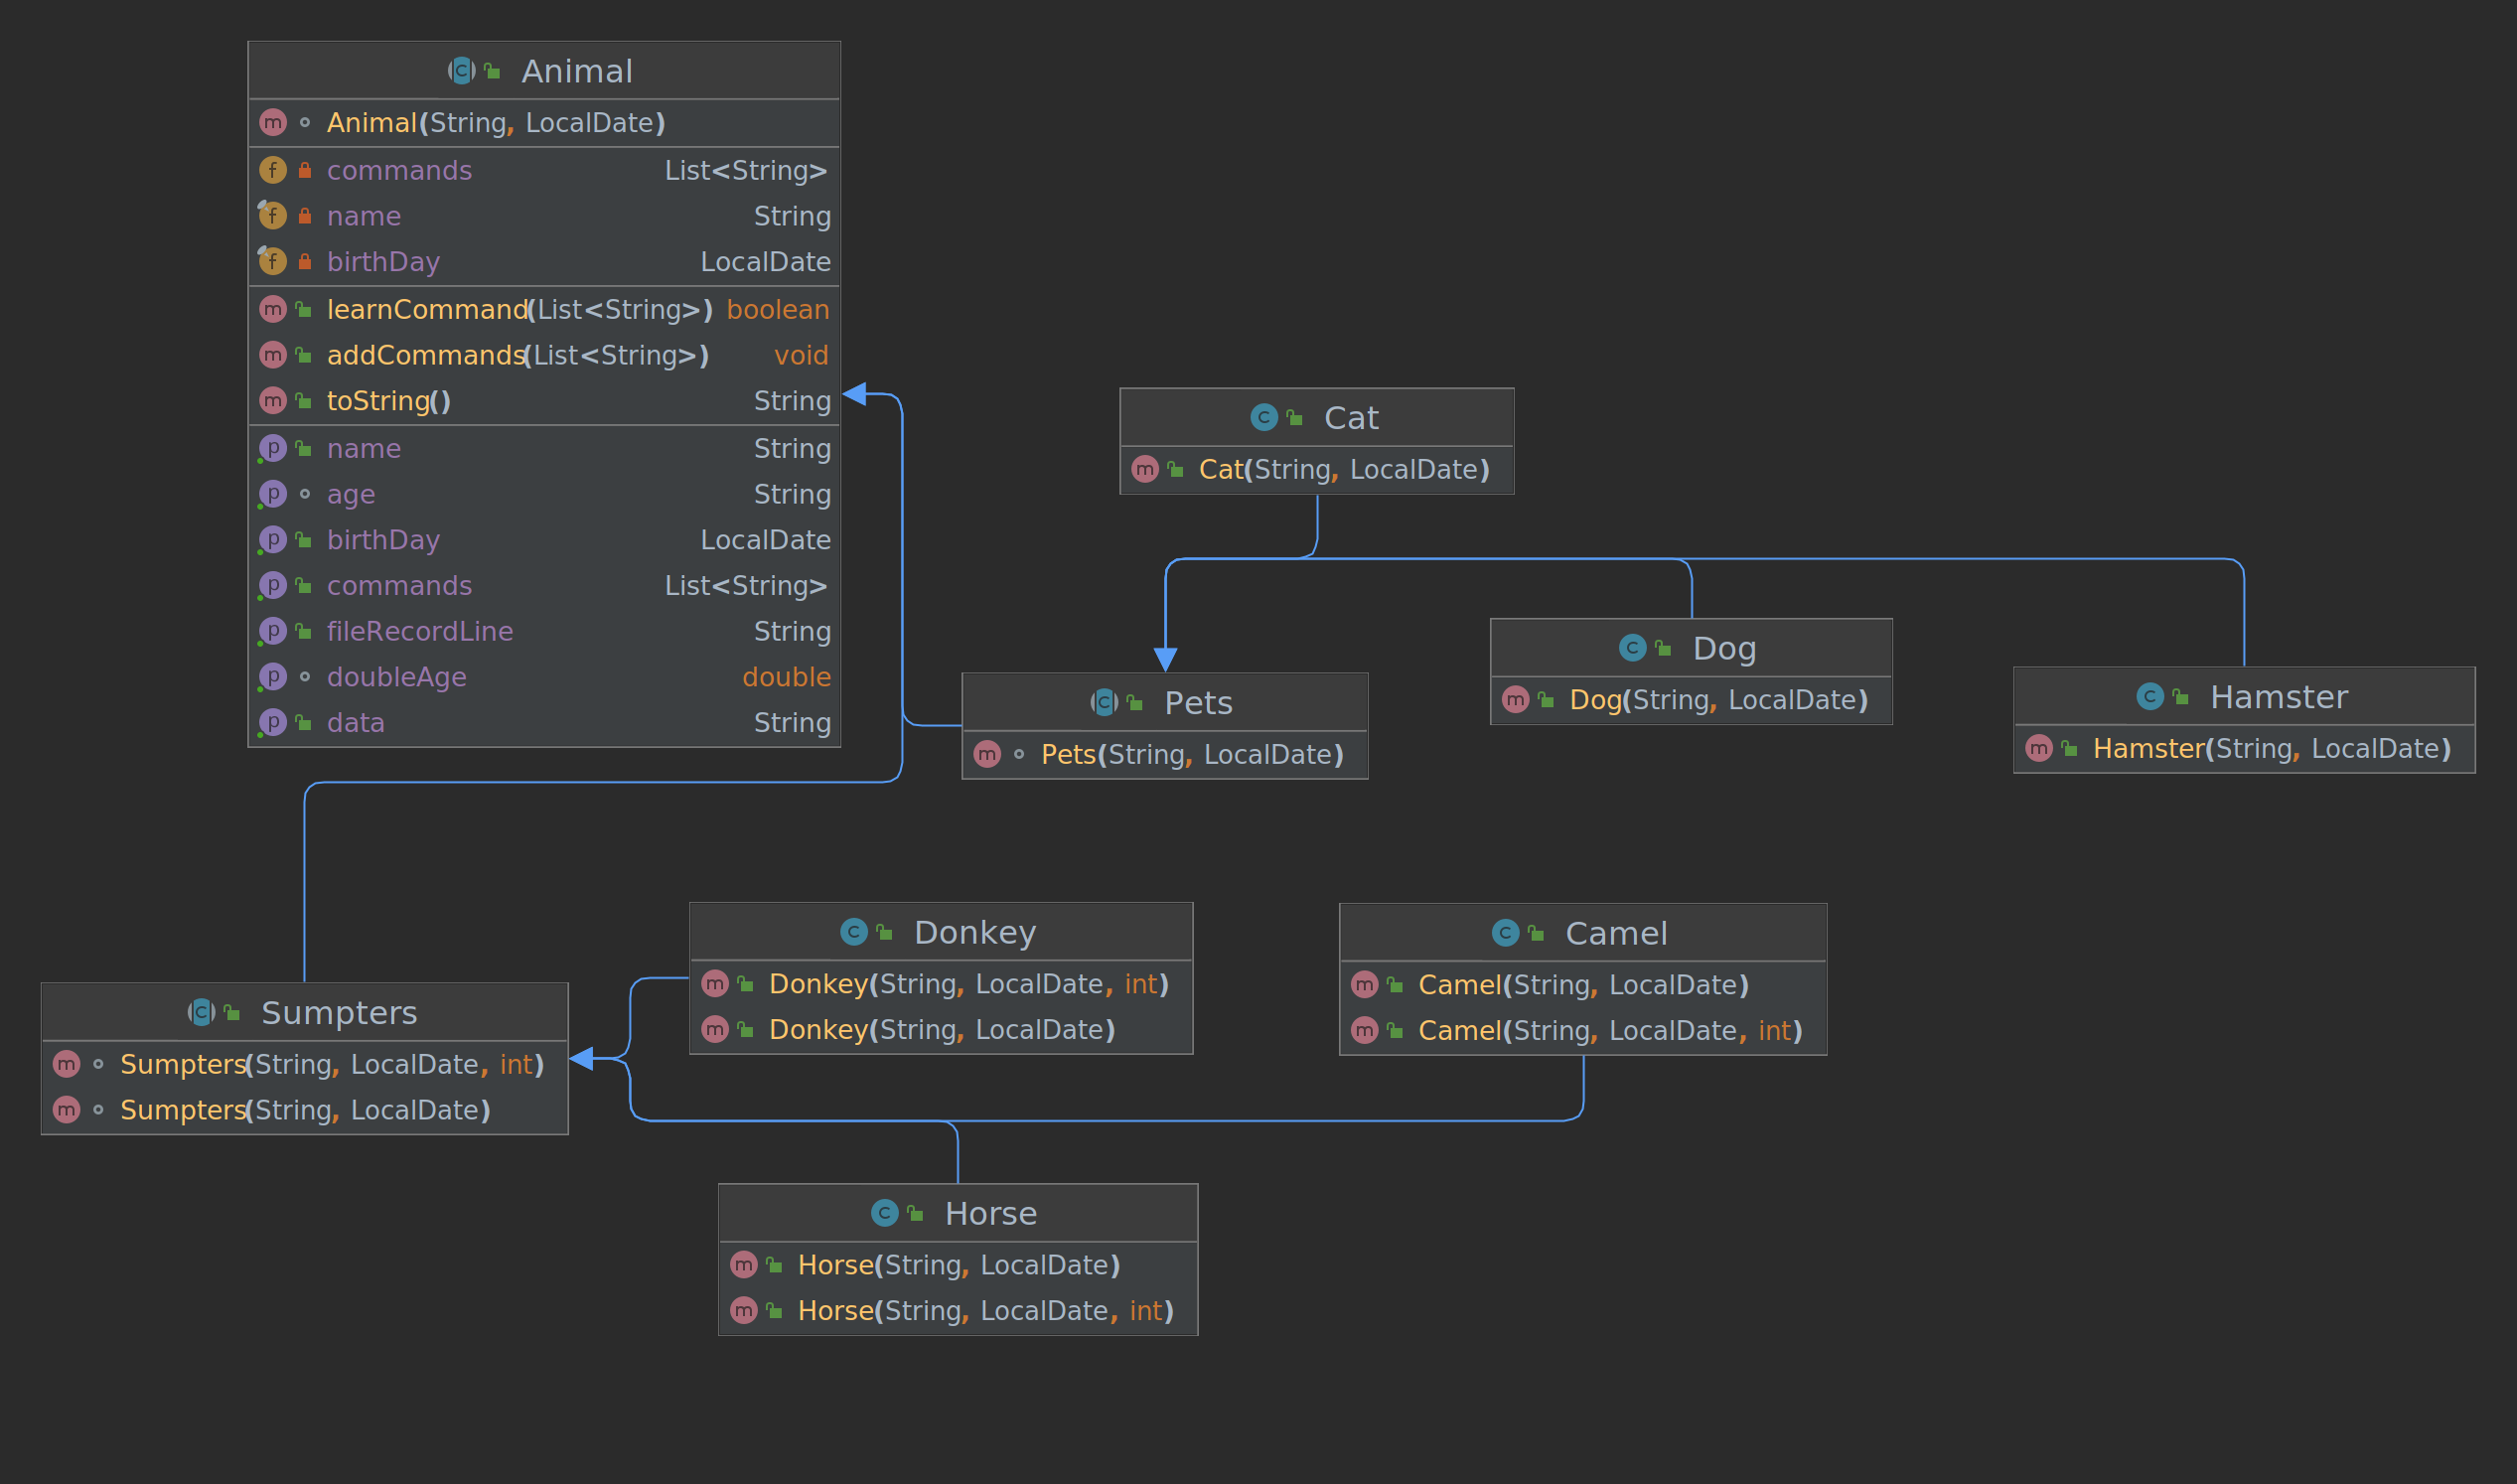 Animal
Animal(String, LocalDate)
commands List<String>
name String
birthDay LocalDate
learnCommand(List<String>) boolean
addCommands(List<String>) void
toString() String
name String
age String
birthDay LocalDate
commands List<String>
fileRecordLine String
doubleAge double
data String
Cat
Cat(String, LocalDate)
Pets
Pets(String, LocalDate)
Dog
Dog(String, LocalDate)
Hamster
Hamster(String, LocalDate)
Sumpters
Sumpters(String, LocalDate, int)
Sumpters(String, LocalDate)
Donkey
Donkey(String, LocalDate, int)
Donkey(String, LocalDate)
Camel
Camel(String, LocalDate)
Camel(String, LocalDate, int)
Horse
Horse(String, LocalDate)
Horse(String, LocalDate, int)